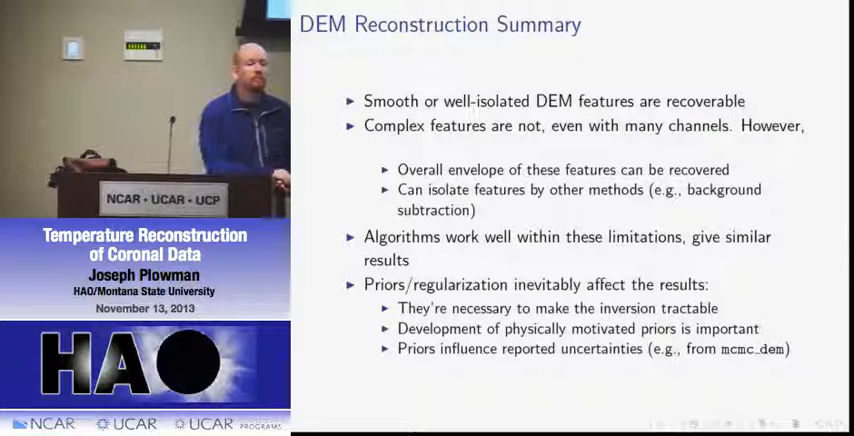 DEM Reconstruction Summary
Smooth or well-isolated DEM features are recoverable
Complex features are not, even with many channels. However,
Overall envelope of these features can be recovered
Can isolate features by other methods (e.g., background
subtraction)
Algorithms work well within these limitations, give similar
results
Priors/regularization inevitably affect the results:
They're necessary to make the inversion tractable
Development of physically motivated priors is important
Priors influence reported uncertainties (e.g., from mcmc_dem)
NCAR • UCAR • UCP
Temperature Reconstruction
of Coronal Data
Joseph Plowman
HAO/Montana State University
November 13, 2013
HAO
NCAR UCAR UCAR PROGRAMS